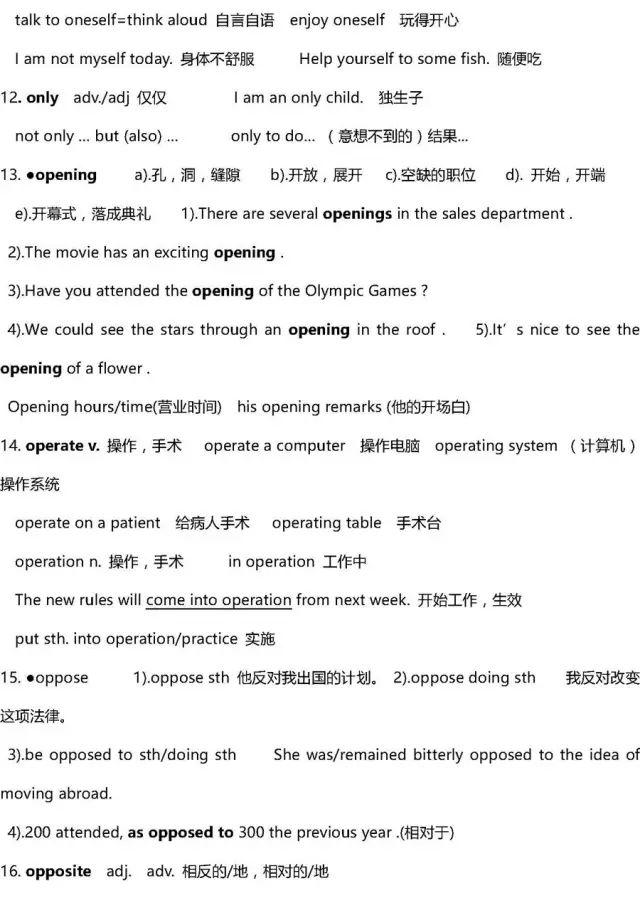 talk to oneself=think aloud 自言自语 enjoy oneself 玩得开心
I am not myself today. 身体不舒服 Help yourself to some fish. 随便吃
12. only adv./adj 仅仅 I am an only child. 独生子
not only ... but (also) ... only to do... （意想不到的）结果...
13. ●opening a).孔，洞，缝隙 b).开放，展开 c).空缺的职位 d). 开始，开端
e).开幕式，落成典礼 1).There are several openings in the sales department .
2).The movie has an exciting opening .
3).Have you attended the opening of the Olympic Games ?
4).We could see the stars through an opening in the roof . 5).It’s nice to see the
opening of a flower .
Opening hours/time(营业时间) his opening remarks (他的开场白)
14. operate v. 操作，手术 operate a computer 操作电脑 operating system （计算机）
操作系统
operate on a patient 给病人手术 operating table 手术台
operation n. 操作，手术 in operation 工作中
The new rules will come into operation from next week. 开始工作，生效
put sth. into operation/practice 实施
15. ●oppose 1).oppose sth 他反对我出国的计划。 2).oppose doing sth 我反对改变
这项法律。
3).be opposed to sth/doing sth She was/remained bitterly opposed to the idea of
moving abroad.
4).200 attended, as opposed to 300 the previous year .(相对于)
16. opposite adj. adv. 相反的/地，相对的/地